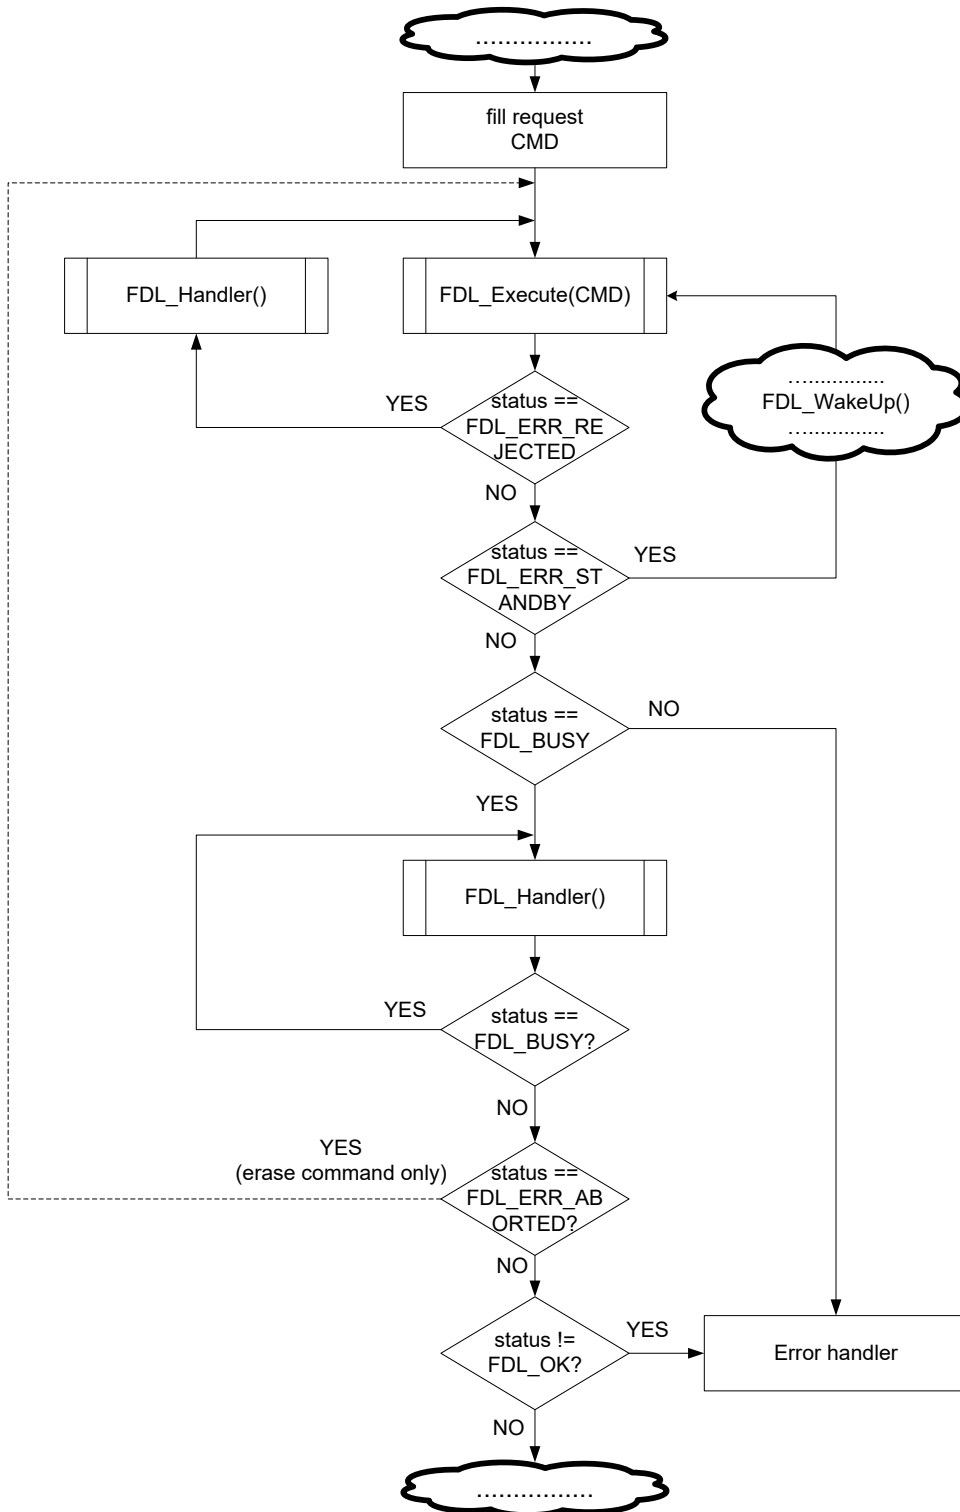 ................
fill request
CMD
FDL_Handler()
FDL_Execute(CMD)
YES
status ==
FDL_ERR_RE
JECTED
................
FDL_WakeUp()
................
NO
status ==
FDL_ERR_ST
ANDBY
YES
NO
status ==
FDL_BUSY
NO
YES
FDL_Handler()
YES
status ==
FDL_BUSY?
NO
YES
(erase command only)
status ==
FDL_ERR_AB
ORTED?
NO
status !=
FDL_OK?
YES
Error handler
NO
................